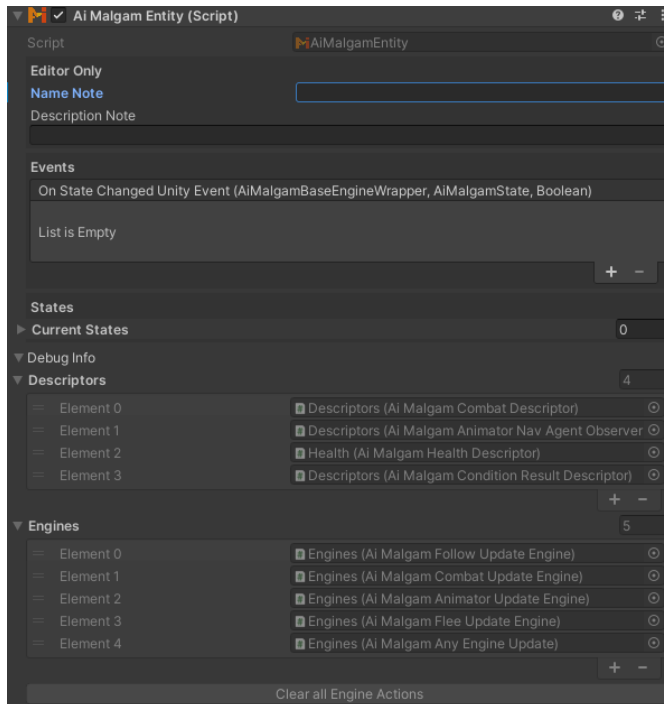 Ai Malgam Entity (Script)
Script AiMalgamEntity
Editor Only
Name Note
Description Note
Events
On State Changed Unity Event (AiMalgamBaseEngineWrapper, AiMalgamState, Boolean)
List is Empty
+ −
States
Current States 0
Debug Info
Descriptors 4
Element 0 Descriptors (Ai Malgam Combat Descriptor)
Element 1 Descriptors (Ai Malgam Animator Nav Agent Observer
Element 2 Health (Ai Malgam Health Descriptor)
Element 3 Descriptors (Ai Malgam Condition Result Descriptor)
+ −
Engines 5
Element 0 Engines (Ai Malgam Follow Update Engine)
Element 1 Engines (Ai Malgam Combat Update Engine)
Element 2 Engines (Ai Malgam Animator Update Engine)
Element 3 Engines (Ai Malgam Flee Update Engine)
Element 4 Engines (Ai Malgam Any Engine Update)
+ −
Clear all Engine Actions